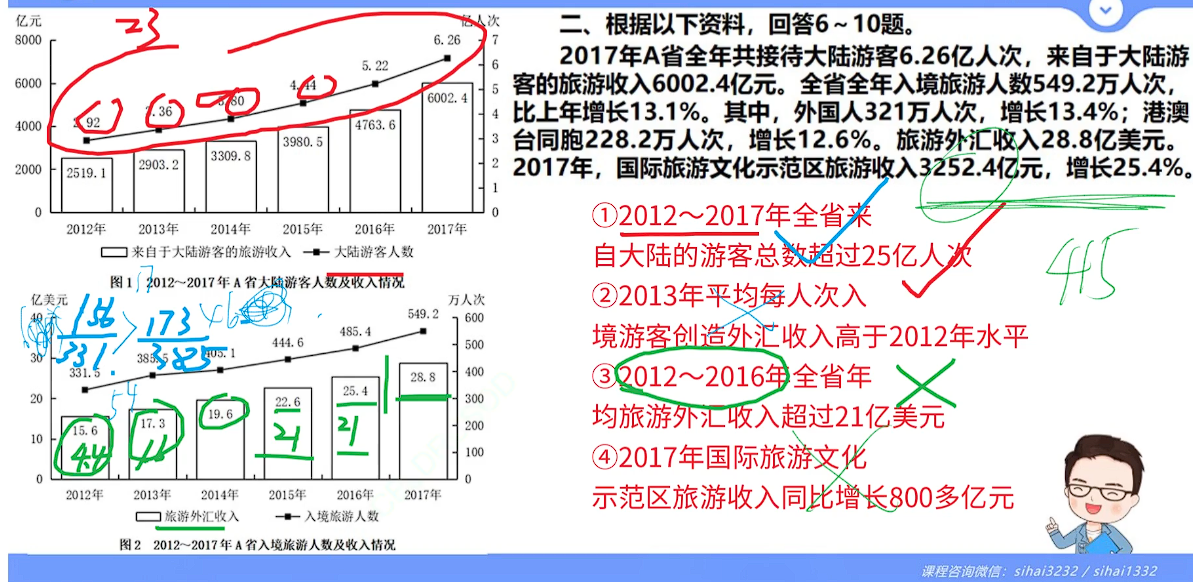 二、根据以下资料，回答6～10题。
2017年A省全年共接待大陆游客6.26亿人次，来自于大陆游
客的旅游收入6002.4亿元。全省全年入境旅游人数549.2万人次，
比上年增长13.1%。其中，外国人321万人次，增长13.4%；港澳
台同胞228.2万人次，增长12.6%。旅游外汇收入28.8亿美元。
2017年，国际旅游文化示范区旅游收入3252.4亿元，增长25.4%。
亿元
亿人次
23
8000
6000
4000
2000
0
7
6
5
4
3
2
1
0
6.26
5.22
2519.1
2903.2
3309.8
3980.5
4763.6
6002.4
2012年
2013年
2014年
2015年
2016年
2017年
来自于大陆游客的旅游收入
大陆游客人数
图1 2012～2017年A省大陆游客人数及收入情况
亿美元
万人次
40
30
20
10
0
600
500
400
300
200
100
0
156
331
>
173
3825
331.5
444.6
485.4
549.2
54
15.6
17.3
19.6
22.6
25.4
28.8
44
21
21
2012年
2013年
2014年
2015年
2016年
2017年
旅游外汇收入
入境旅游人数
图2 2012～2017年A省入境旅游人数及收入情况
①2012～2017年全省来
自大陆的游客总数超过25亿人次
②2013年平均每人次入
境游客创造外汇收入高于2012年水平
③2012～2016年全省年
均旅游外汇收入超过21亿美元
④2017年国际旅游文化
示范区旅游收入同比增长800多亿元
课程咨询微信：sihai3232 / sihai1332